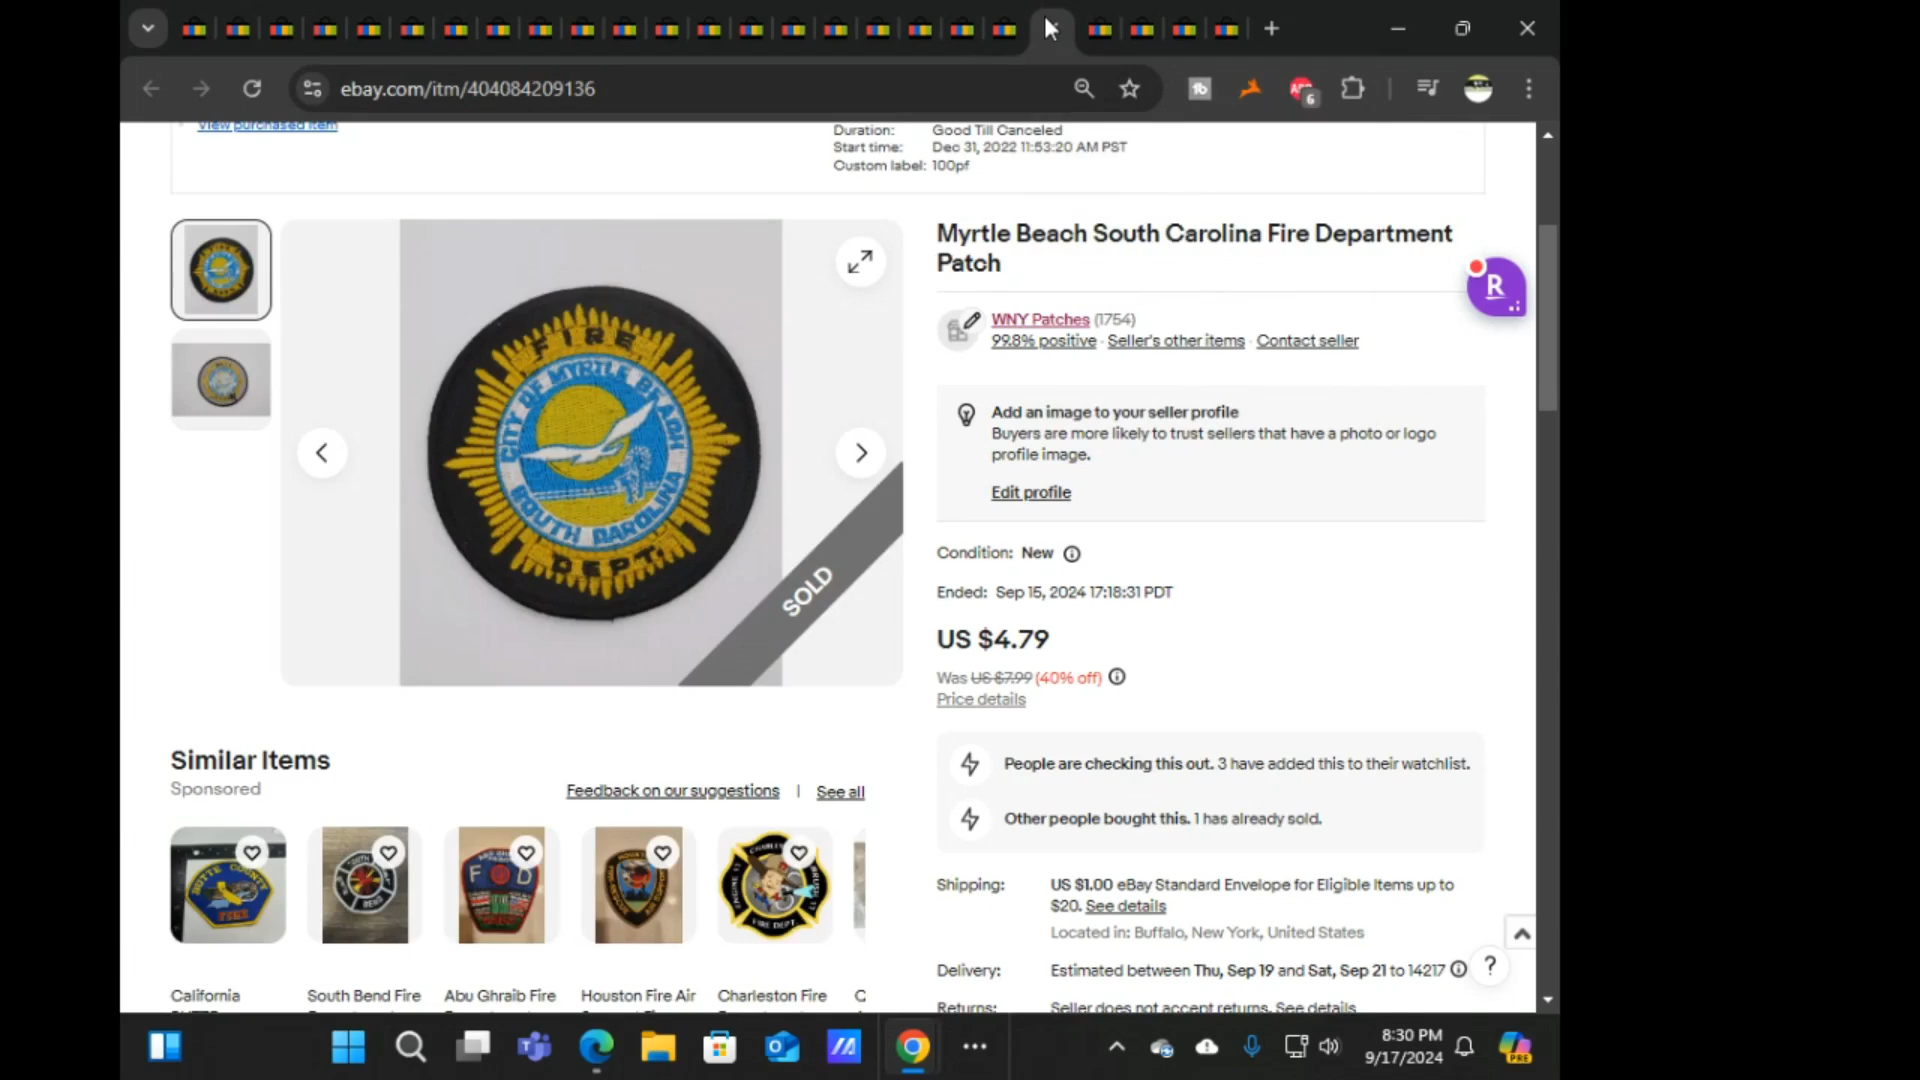 ebay.com/itm/404084209136
6
View purchased item
Duration: Good Till Canceled
Start time: Dec 31, 2022 11:53:20 AM PST
Custom label: 100pf
Myrtle Beach South Carolina Fire Department
Patch
WNY Patches (1754)
99.8% positive · Seller's other items · Contact seller
R
Add an image to your seller profile
Buyers are more likely to trust sellers that have a photo or logo
profile image.
Edit profile
FIRE
CITY OF MYRTLE BEACH
SOUTH CAROLINA
DEPT.
SOLD
Condition: New
Ended: Sep 15, 2024 17:18:31 PDT
US $4.79
Was US $7.99 (40% off)
Price details
People are checking this out. 3 have added this to their watchlist.
Other people bought this. 1 has already sold.
Similar Items
Sponsored
Feedback on our suggestions | See all
BUTTE COUNTY
FIRE
F D
California
South Bend Fire
Abu Ghraib Fire
Houston Fire Air
Charleston Fire
Shipping: US $1.00 eBay Standard Envelope for Eligible Items up to
$20. See details
Located in: Buffalo, New York, United States
Delivery: Estimated between Thu, Sep 19 and Sat, Sep 21 to 14217
Returns: Seller does not accept returns. See details
8:30 PM
9/17/2024
PRE